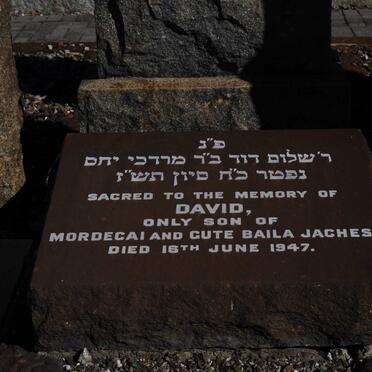 פ״נ
ר׳ שלום דוד ב״ר מרדכי יחס
נפטר כ״ח סיון תש״ז
SACRED TO THE MEMORY OF
DAVID,
ONLY SON OF
MORDECAI AND GUTE BAILA JACHES
DIED 16TH JUNE 1947.